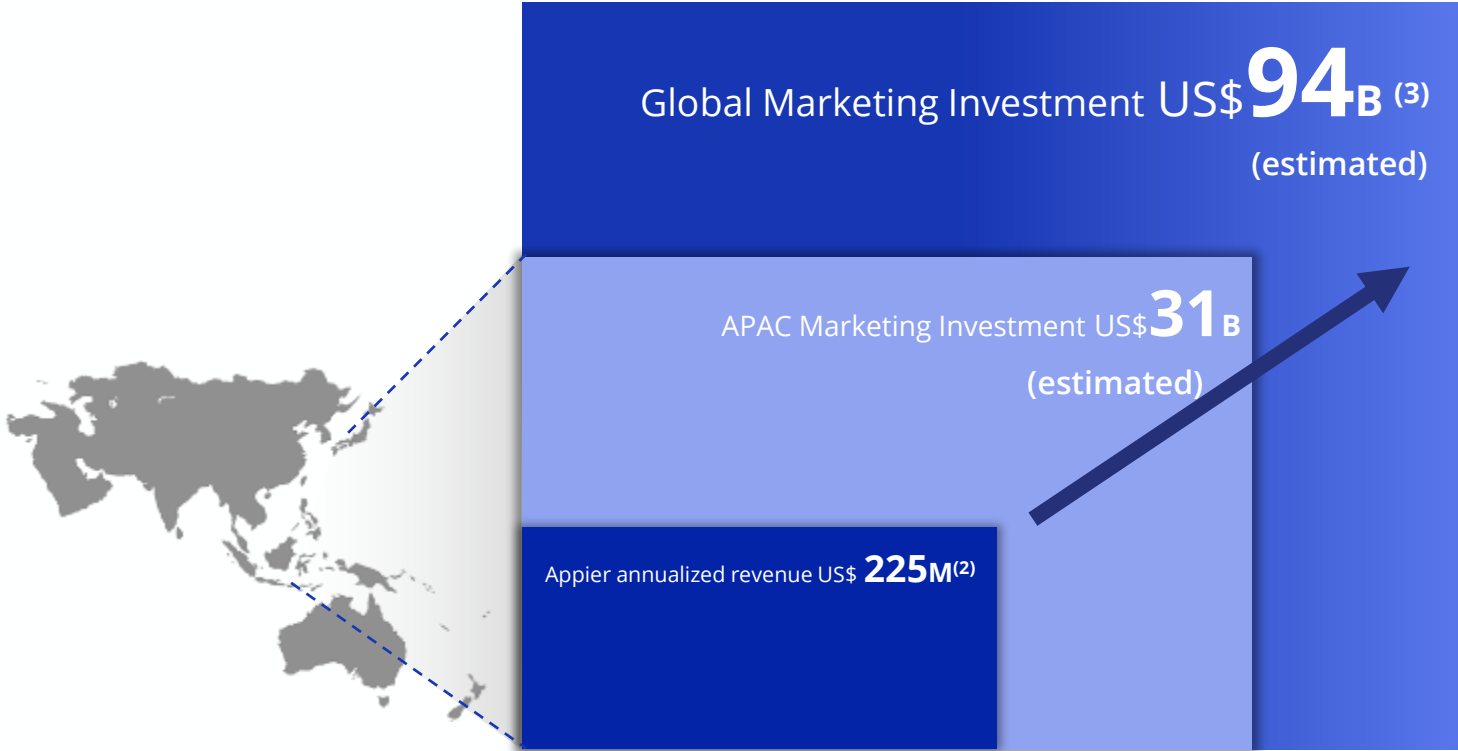 Global Marketing Investment US$94B (3)
(estimated)
APAC Marketing Investment US$31B
(estimated)
Appier annualized revenue US$ 225M(2)